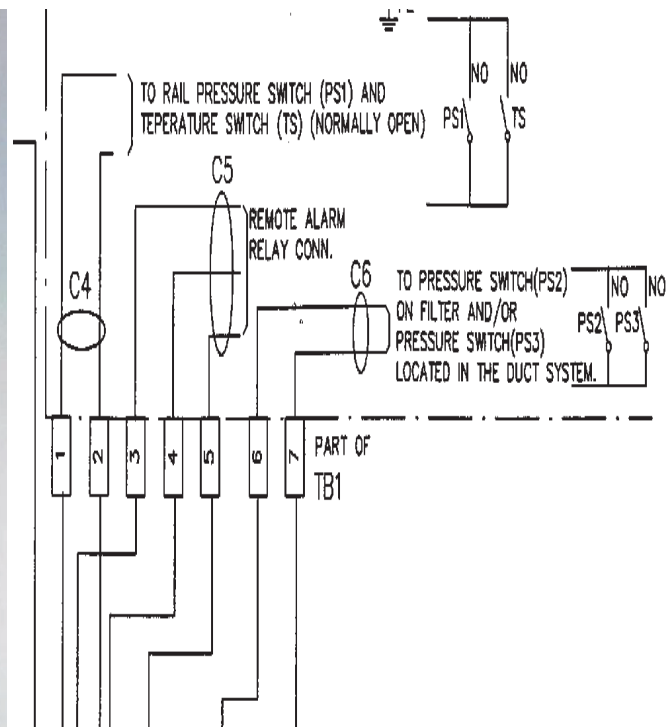 NO NO
PS1 TS
TO RAIL PRESSURE SWITCH (PS1) AND
TEPERATURE SWITCH (TS) (NORMALLY OPEN)
C5
REMOTE ALARM
RELAY CONN.
C4
C6
TO PRESSURE SWITCH(PS2)
ON FILTER AND/OR
PRESSURE SWITCH(PS3)
LOCATED IN THE DUCT SYSTEM.
NO NO
PS2 PS3
1 2 3 4 5 6 7
PART OF
TB1